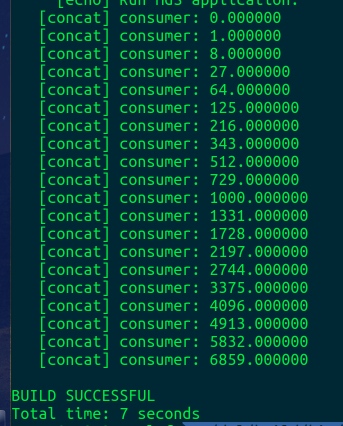 [echo] Run MGS application:
[concat] consumer: 0.000000
[concat] consumer: 1.000000
[concat] consumer: 8.000000
[concat] consumer: 27.000000
[concat] consumer: 64.000000
[concat] consumer: 125.000000
[concat] consumer: 216.000000
[concat] consumer: 343.000000
[concat] consumer: 512.000000
[concat] consumer: 729.000000
[concat] consumer: 1000.000000
[concat] consumer: 1331.000000
[concat] consumer: 1728.000000
[concat] consumer: 2197.000000
[concat] consumer: 2744.000000
[concat] consumer: 3375.000000
[concat] consumer: 4096.000000
[concat] consumer: 4913.000000
[concat] consumer: 5832.000000
[concat] consumer: 6859.000000
BUILD SUCCESSFUL
Total time: 7 seconds